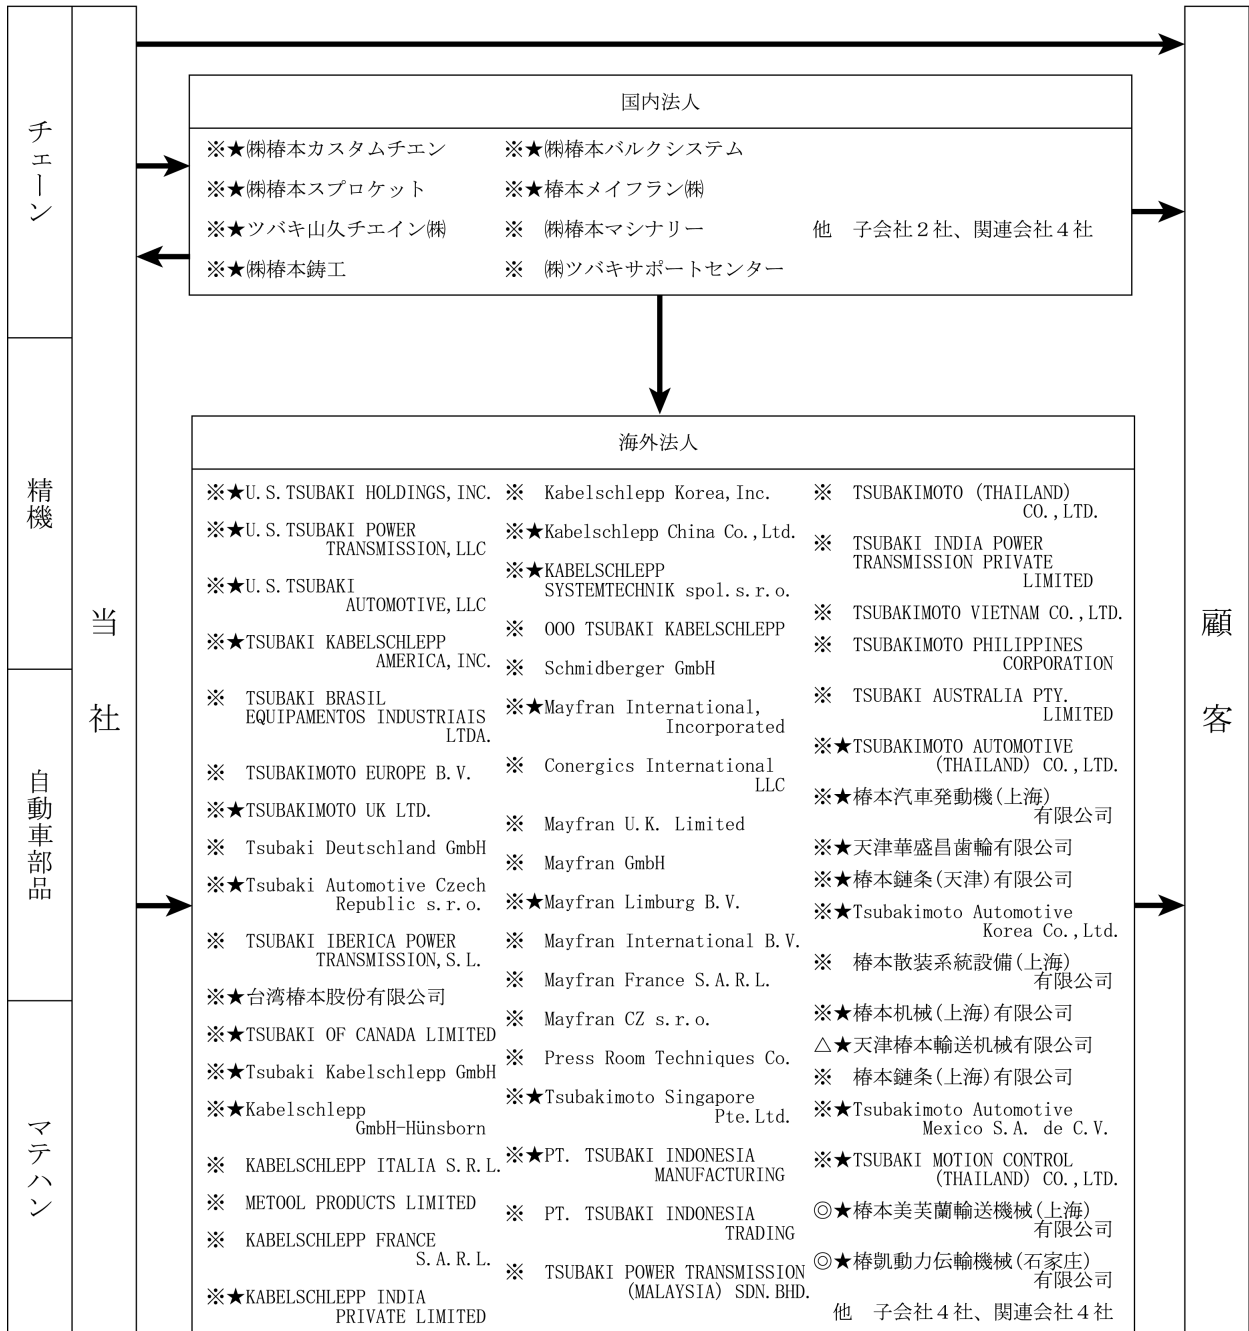 チェーン
精機
自動車部品
マテハン
当社
国内法人
※★㈱椿本カスタムチエン
※★㈱椿本スプロケット
※★ツバキ山久チエイン㈱
※★㈱椿本鋳工
※★㈱椿本バルクシステム
※★椿本メイフラン㈱
※ ㈱椿本マシナリー
※ ㈱ツバキサポートセンター
他 子会社2社、関連会社4社
海外法人
※★U.S.TSUBAKI HOLDINGS,INC.
※★U.S.TSUBAKI POWER
TRANSMISSION,LLC
※★U.S.TSUBAKI
AUTOMOTIVE,LLC
※★TSUBAKI KABELSCHLEPP
AMERICA,INC.
※ TSUBAKI BRASIL
EQUIPAMENTOS INDUSTRIAIS
LTDA.
※ TSUBAKIMOTO EUROPE B.V.
※★TSUBAKIMOTO UK LTD.
※ Tsubaki Deutschland GmbH
※★Tsubaki Automotive Czech
Republic s.r.o.
※ TSUBAKI IBERICA POWER
TRANSMISSION,S.L.
※★台湾椿本股份有限公司
※★TSUBAKI OF CANADA LIMITED
※★Tsubaki Kabelschlepp GmbH
※★Kabelschlepp
GmbH-Hünsborn
※ KABELSCHLEPP ITALIA S.R.L.
※ METOOL PRODUCTS LIMITED
※ KABELSCHLEPP FRANCE
S.A.R.L.
※★KABELSCHLEPP INDIA
PRIVATE LIMITED
※ Kabelschlepp Korea,Inc.
※★Kabelschlepp China Co.,Ltd.
※★KABELSCHLEPP
SYSTEMTECHNIK spol.s.r.o.
※ OOO TSUBAKI KABELSCHLEPP
※ Schmidberger GmbH
※★Mayfran International,
Incorporated
※ Conergics International
LLC
※ Mayfran U.K. Limited
※ Mayfran GmbH
※★Mayfran Limburg B.V.
※ Mayfran International B.V.
※ Mayfran France S.A.R.L.
※ Mayfran CZ s.r.o.
※ Press Room Techniques Co.
※★Tsubakimoto Singapore
Pte.Ltd.
※★PT. TSUBAKI INDONESIA
MANUFACTURING
※ PT. TSUBAKI INDONESIA
TRADING
※ TSUBAKI POWER TRANSMISSION
(MALAYSIA) SDN.BHD.
※ TSUBAKIMOTO (THAILAND)
CO.,LTD.
※ TSUBAKI INDIA POWER
TRANSMISSION PRIVATE
LIMITED
※ TSUBAKIMOTO VIETNAM CO.,LTD.
※ TSUBAKIMOTO PHILIPPINES
CORPORATION
※ TSUBAKI AUSTRALIA PTY.
LIMITED
※★TSUBAKIMOTO AUTOMOTIVE
(THAILAND) CO.,LTD.
※★椿本汽車発動機(上海)
有限公司
※★天津華盛昌歯輪有限公司
※★椿本鏈条(天津)有限公司
※★Tsubakimoto Automotive
Korea Co.,Ltd.
※ 椿本散装系統設備(上海)
有限公司
※★椿本机械(上海)有限公司
△★天津椿本輸送机械有限公司
※ 椿本鏈条(上海)有限公司
※★Tsubakimoto Automotive
Mexico S.A. de C.V.
※★TSUBAKI MOTION CONTROL
(THAILAND) CO.,LTD.
◎★椿本美芙蘭輸送機械(上海)
有限公司
◎★椿凱動力伝輸機械(石家庄)
有限公司
他 子会社4社、関連会社4社
顧客